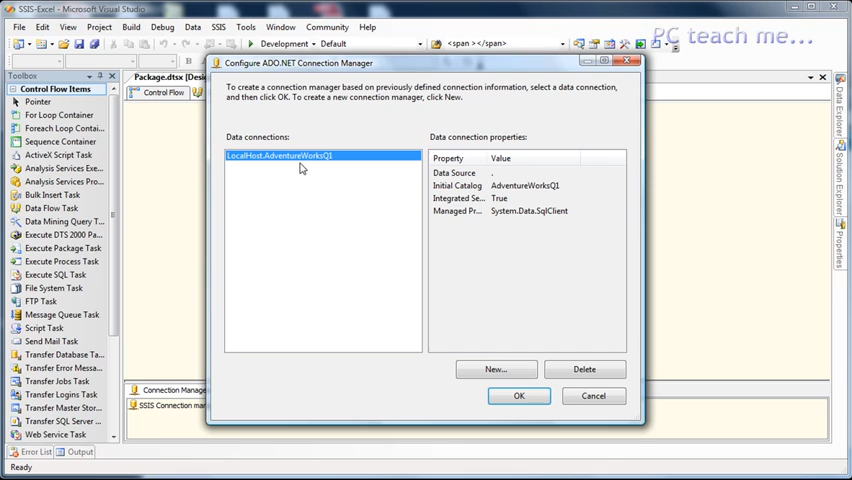 SSIS-Excel - Microsoft Visual Studio
File Edit View Project Build Debug Data SSIS Tools Window Community Help
Development Default <span ></span>
PC teach me...
Toolbox
Control Flow Items
Pointer
For Loop Container
Foreach Loop Contai...
Sequence Container
ActiveX Script Task
Analysis Services Exe...
Analysis Services Pro...
Bulk Insert Task
Data Flow Task
Data Mining Query T...
Execute DTS 2000 Pa...
Execute Package Task
Execute Process Task
Execute SQL Task
File System Task
FTP Task
Message Queue Task
Script Task
Send Mail Task
Transfer Database Ta...
Transfer Error Messa...
Transfer Jobs Task
Transfer Logins Task
Transfer Master Stor...
Transfer SQL Server ...
Web Service Task
Package.dtsx [Desi
Control Flow
Configure ADO.NET Connection Manager
To create a connection manager based on previously defined connection information, select a data connection,
and then click OK. To create a new connection manager, click New.
Data connections:
LocalHost.AdventureWorksQ1
Data connection properties:
Property Value
Data Source .
Initial Catalog AdventureWorksQ1
Integrated Se... True
Managed Pr... System.Data.SqlClient
New... Delete
OK Cancel
Connection Manag
SSIS Connection man
Data Explorer
Solution Explorer
Properties
Error List Output
Ready